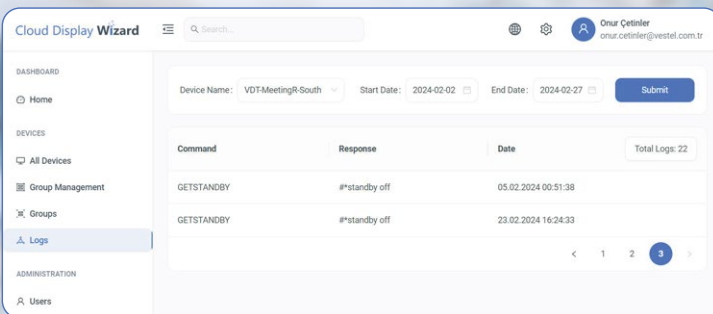 Cloud Display Wizard
Search...
Onur Çetinler
onur.cetinler@vestel.com.tr
DASHBOARD
Home
DEVICES
All Devices
Group Management
Groups
Logs
ADMINISTRATION
Users
Device Name: VDT-MeetingR-South Start Date: 2024-02-02 End Date: 2024-02-27 Submit
Command Response Date Total Logs: 22
GETSTANDBY #*standby off 05.02.2024 00:51:38
GETSTANDBY #*standby off 23.02.2024 16:24:33
< 1 2 3 >